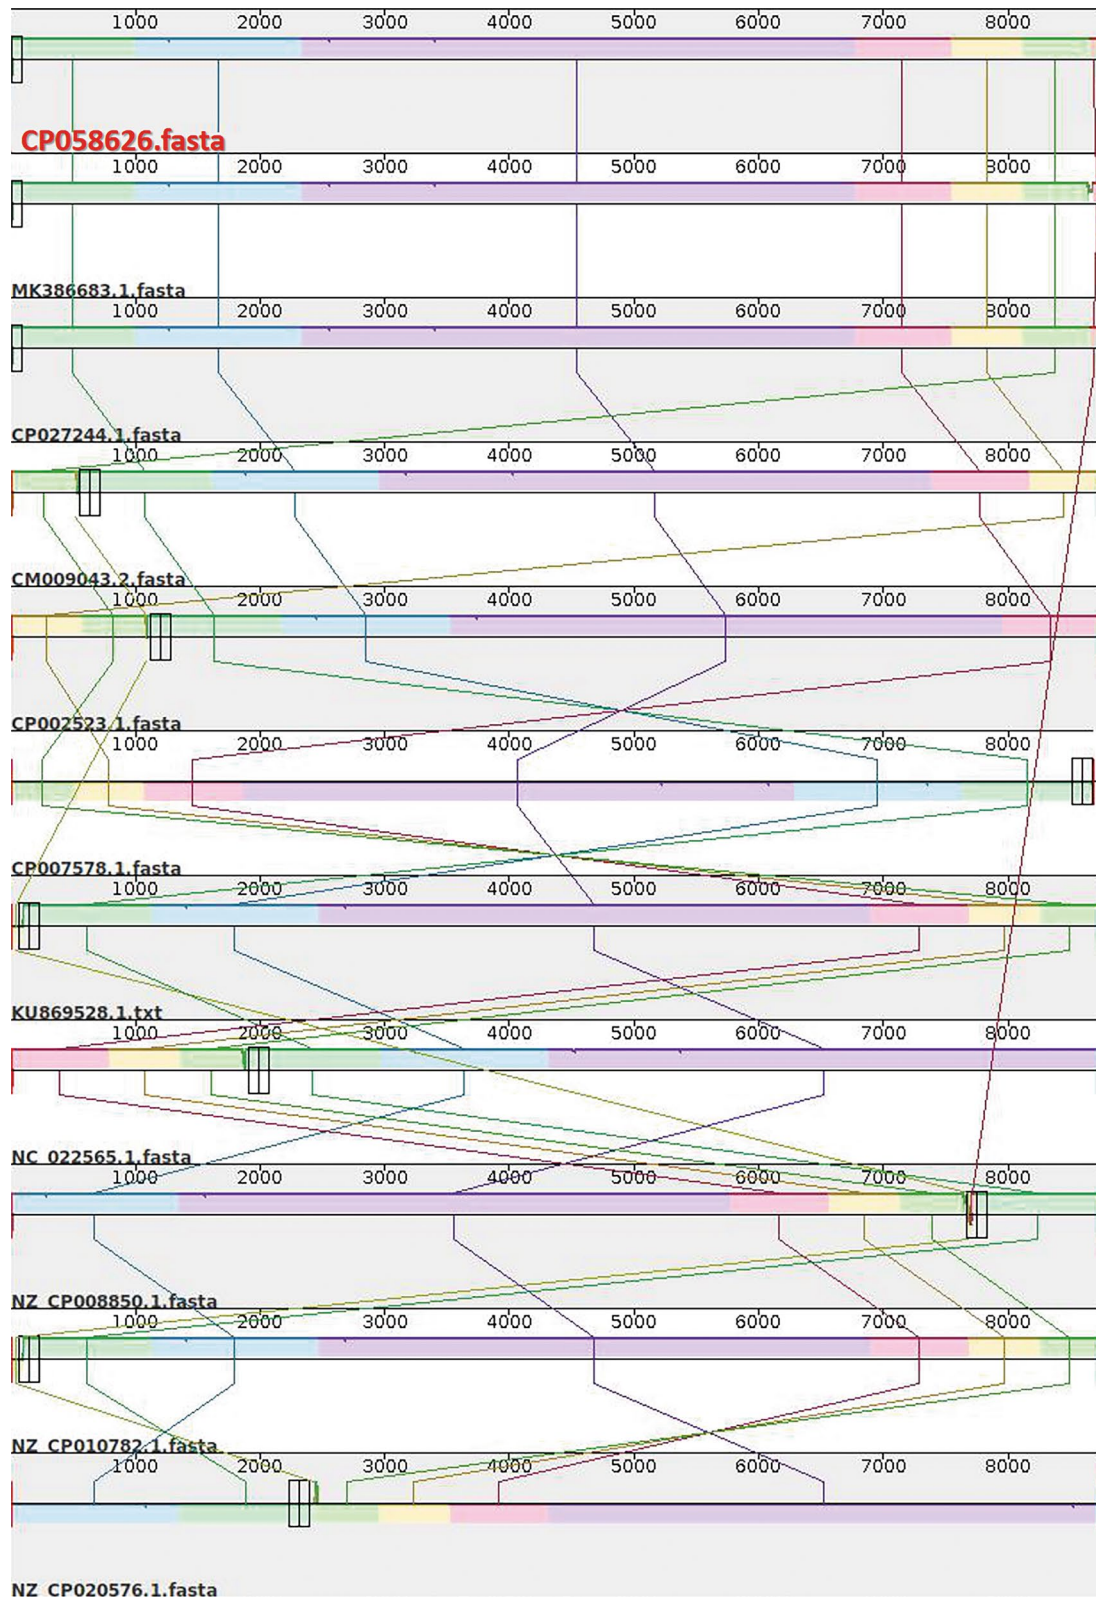 1000 2000 3000 4000 5000 6000 7000 8000
CP058626.fasta
1000 2000 3000 4000 5000 6000 7000 8000
MK386683.1.fasta
1000 2000 3000 4000 5000 6000 7000 8000
CP027244.1.fasta
1000 2000 3000 4000 5000 6000 7000 8000
CM009043.2.fasta
1000 2000 3000 4000 5000 6000 7000 8000
CP002523.1.fasta
1000 2000 3000 4000 5000 6000 7000 8000
CP007578.1.fasta
1000 2000 3000 4000 5000 6000 7000 8000
KU869528.1.txt
1000 2000 3000 4000 5000 6000 7000 8000
NC_022565.1.fasta
1000 2000 3000 4000 5000 6000 7000 8000
NZ_CP008850.1.fasta
1000 2000 3000 4000 5000 6000 7000 8000
NZ_CP010782.1.fasta
1000 2000 3000 4000 5000 6000 7000 8000
NZ_CP020576.1.fasta